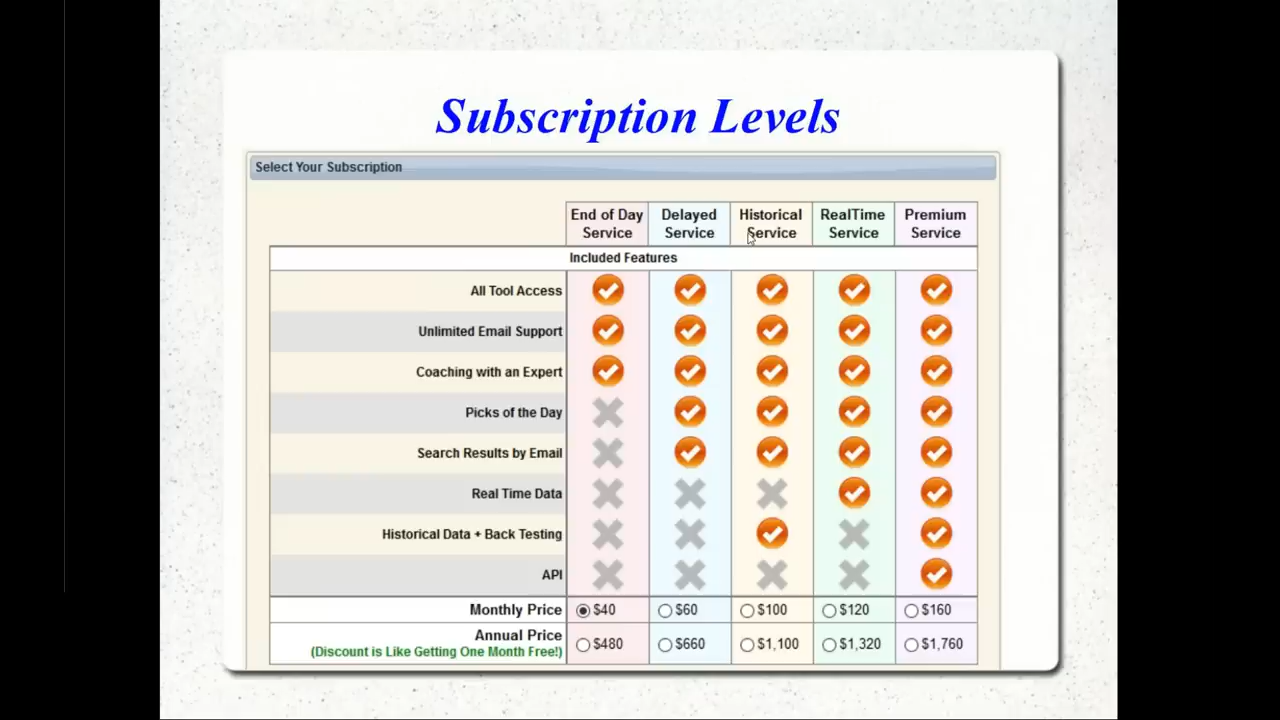 Subscription Levels
Select Your Subscription
End of Day Service
Delayed Service
Historical Service
RealTime Service
Premium Service
Included Features
All Tool Access
Unlimited Email Support
Coaching with an Expert
Picks of the Day
Search Results by Email
Real Time Data
Historical Data + Back Testing
API
Monthly Price $40 $60 $100 $120 $160
Annual Price $480 $660 $1,100 $1,320 $1,760
(Discount is Like Getting One Month Free!)